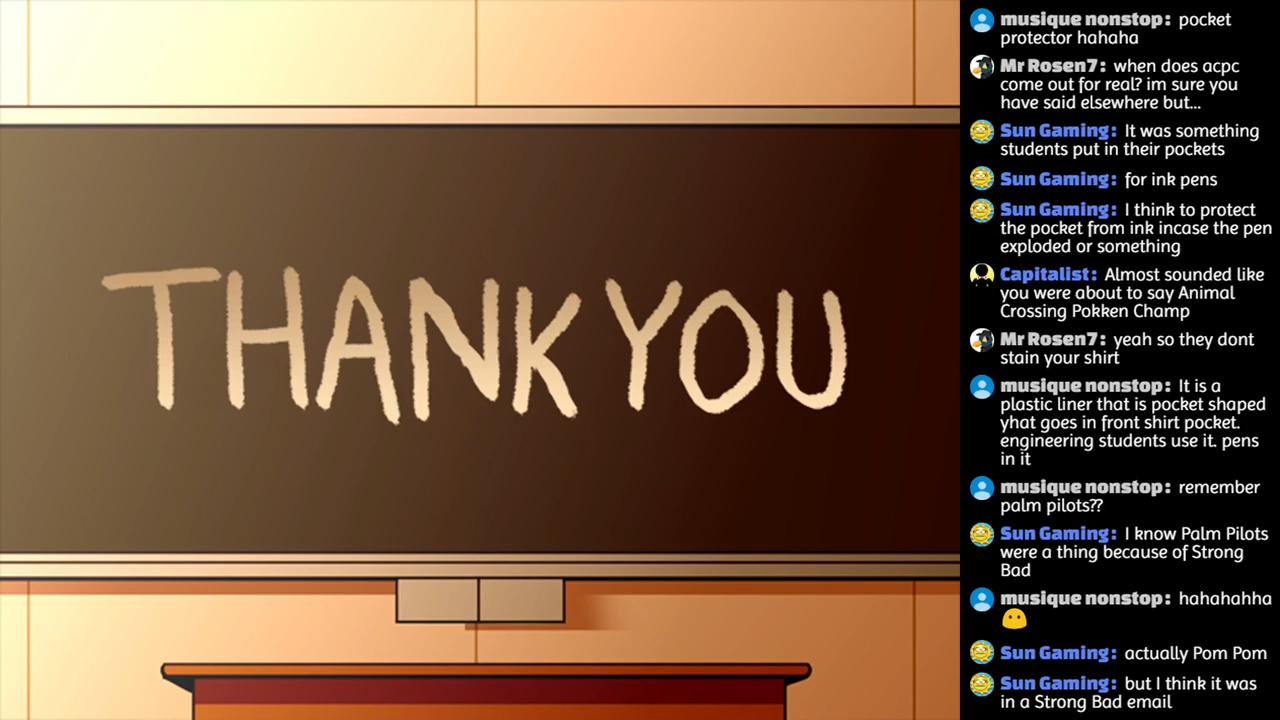 THANK YOU
musique nonstop: pocket
protector hahaha
Mr Rosen7: when does acpc
come out for real? im sure you
have said elsewhere but...
Sun Gaming: It was something
students put in their pockets
Sun Gaming: for ink pens
Sun Gaming: I think to protect
the pocket from ink incase the pen
exploded or something
Capitalist: Almost sounded like
you were about to say Animal
Crossing Pokken Champ
Mr Rosen7: yeah so they dont
stain your shirt
musique nonstop: It is a
plastic liner that is pocket shaped
yhat goes in front shirt pocket.
engineering students use it. pens
in it
musique nonstop: remember
palm pilots??
Sun Gaming: I know Palm Pilots
were a thing because of Strong
Bad
musique nonstop: hahahahha
Sun Gaming: actually Pom Pom
Sun Gaming: but I think it was
in a Strong Bad email